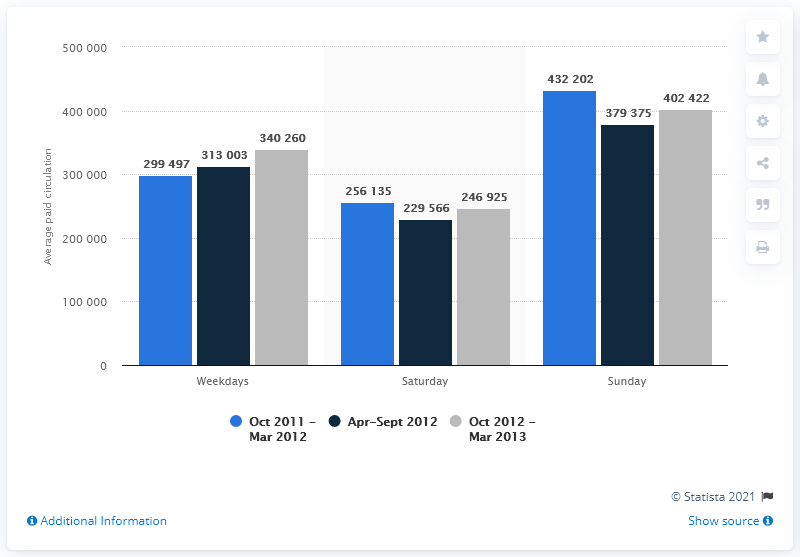 500 000
400 000
300 000
200 000
100 000
0
Average paid circulation
299 497
313 003
340 260
256 135
229 566
246 925
432 202
379 375
402 422
Weekdays
Saturday
Sunday
Oct 2011 –
Mar 2012
Apr–Sept 2012
Oct 2012 –
Mar 2013
© Statista 2021
Additional Information
Show source